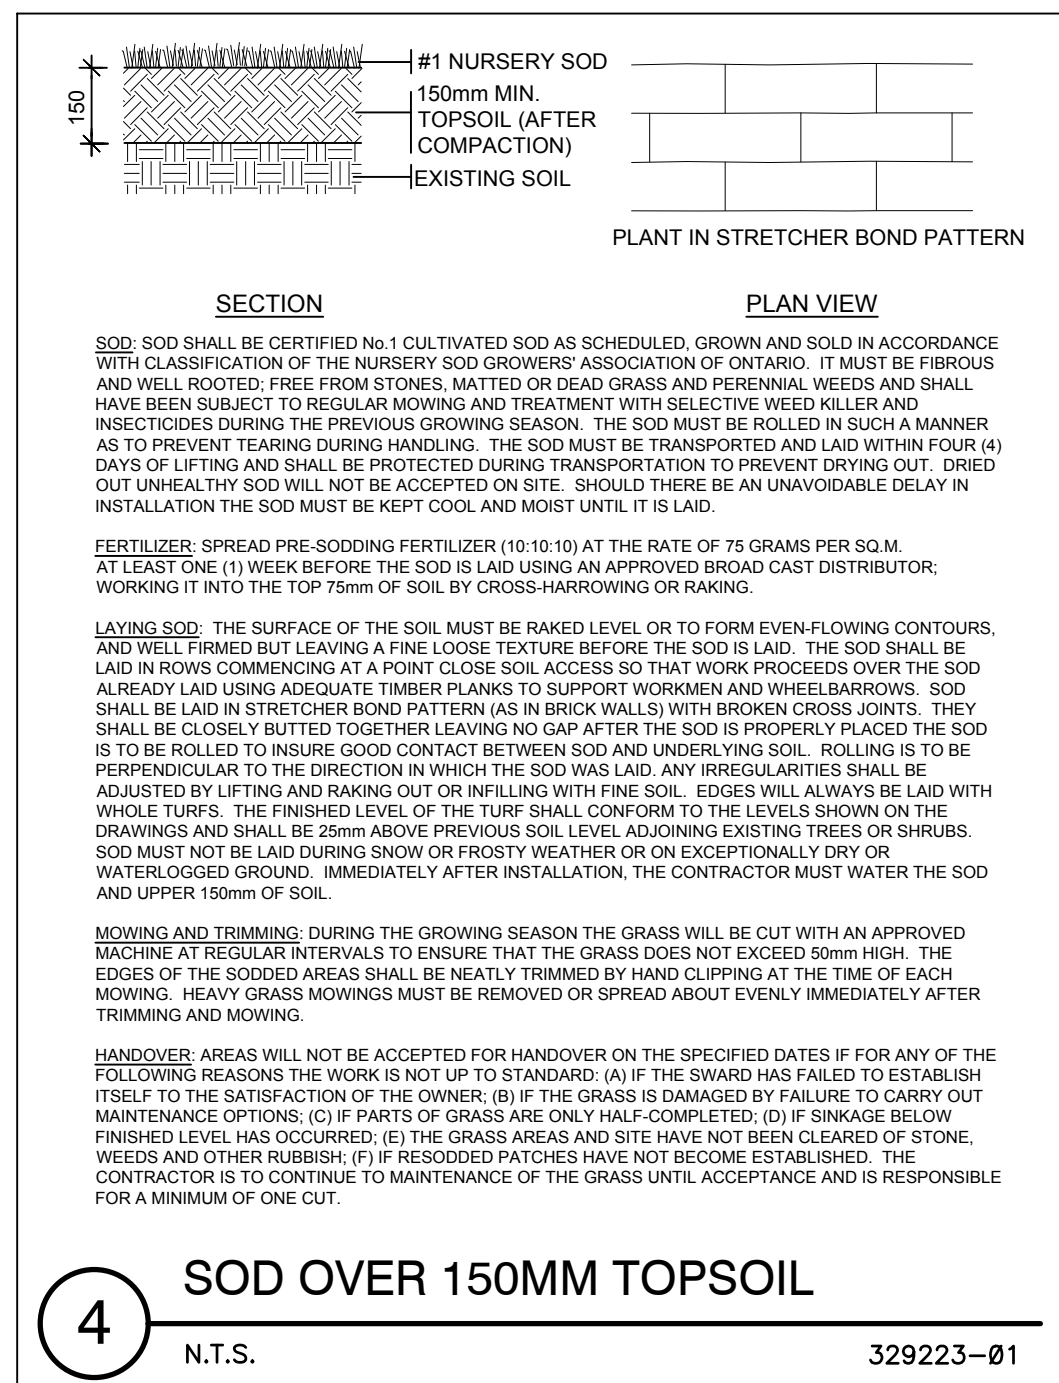 #1 NURSERY SOD
150
150mm MIN.
TOPSOIL (AFTER
COMPACTION)
EXISTING SOIL
PLANT IN STRETCHER BOND PATTERN
SECTION
PLAN VIEW
SOD: SOD SHALL BE CERTIFIED No.1 CULTIVATED SOD AS SCHEDULED, GROWN AND SOLD IN ACCORDANCE
WITH CLASSIFICATION OF THE NURSERY SOD GROWERS' ASSOCIATION OF ONTARIO. IT MUST BE FIBROUS
AND WELL ROOTED; FREE FROM STONES, MATTED OR DEAD GRASS AND PERENNIAL WEEDS AND SHALL
HAVE BEEN SUBJECT TO REGULAR MOWING AND TREATMENT WITH SELECTIVE WEED KILLER AND
INSECTICIDES DURING THE PREVIOUS GROWING SEASON. THE SOD MUST BE ROLLED IN SUCH A MANNER
AS TO PREVENT TEARING DURING HANDLING. THE SOD MUST BE TRANSPORTED AND LAID WITHIN FOUR (4)
DAYS OF LIFTING AND SHALL BE PROTECTED DURING TRANSPORTATION TO PREVENT DRYING OUT. DRIED
OUT UNHEALTHY SOD WILL NOT BE ACCEPTED ON SITE. SHOULD THERE BE AN UNAVOIDABLE DELAY IN
INSTALLATION THE SOD MUST BE KEPT COOL AND MOIST UNTIL IT IS LAID.
FERTILIZER: SPREAD PRE-SODDING FERTILIZER (10:10:10) AT THE RATE OF 75 GRAMS PER SQ.M.
AT LEAST ONE (1) WEEK BEFORE THE SOD IS LAID USING AN APPROVED BROAD CAST DISTRIBUTOR;
WORKING IT INTO THE TOP 75mm OF SOIL BY CROSS-HARROWING OR RAKING.
LAYING SOD: THE SURFACE OF THE SOIL MUST BE RAKED LEVEL OR TO FORM EVEN-FLOWING CONTOURS,
AND WELL FIRMED BUT LEAVING A FINE LOOSE TEXTURE BEFORE THE SOD IS LAID. THE SOD SHALL BE
LAID IN ROWS COMMENCING AT A POINT CLOSE SOIL ACCESS SO THAT WORK PROCEEDS OVER THE SOD
ALREADY LAID USING ADEQUATE TIMBER PLANKS TO SUPPORT WORKMEN AND WHEELBARROWS. SOD
SHALL BE LAID IN STRETCHER BOND PATTERN (AS IN BRICK WALLS) WITH BROKEN CROSS JOINTS. THEY
SHALL BE CLOSELY BUTTED TOGETHER LEAVING NO GAP AFTER THE SOD IS PROPERLY PLACED THE SOD
IS TO BE ROLLED TO INSURE GOOD CONTACT BETWEEN SOD AND UNDERLYING SOIL. ROLLING IS TO BE
PERPENDICULAR TO THE DIRECTION IN WHICH THE SOD WAS LAID. ANY IRREGULARITIES SHALL BE
ADJUSTED BY LIFTING AND RAKING OUT OR INFILLING WITH FINE SOIL. EDGES WILL ALWAYS BE LAID WITH
WHOLE TURFS. THE FINISHED LEVEL OF THE TURF SHALL CONFORM TO THE LEVELS SHOWN ON THE
DRAWINGS AND SHALL BE 25mm ABOVE PREVIOUS SOIL LEVEL ADJOINING EXISTING TREES OR SHRUBS.
SOD MUST NOT BE LAID DURING SNOW OR FROSTY WEATHER OR ON EXCEPTIONALLY DRY OR
WATERLOGGED GROUND. IMMEDIATELY AFTER INSTALLATION, THE CONTRACTOR MUST WATER THE SOD
AND UPPER 150mm OF SOIL.
MOWING AND TRIMMING: DURING THE GROWING SEASON THE GRASS WILL BE CUT WITH AN APPROVED
MACHINE AT REGULAR INTERVALS TO ENSURE THAT THE GRASS DOES NOT EXCEED 50mm HIGH. THE
EDGES OF THE SODDED AREAS SHALL BE NEATLY TRIMMED BY HAND CLIPPING AT THE TIME OF EACH
MOWING. HEAVY GRASS MOWINGS MUST BE REMOVED OR SPREAD ABOUT EVENLY IMMEDIATELY AFTER
TRIMMING AND MOWING.
HANDOVER: AREAS WILL NOT BE ACCEPTED FOR HANDOVER ON THE SPECIFIED DATES IF FOR ANY OF THE
FOLLOWING REASONS THE WORK IS NOT UP TO STANDARD: (A) IF THE SWARD HAS FAILED TO ESTABLISH
ITSELF TO THE SATISFACTION OF THE OWNER; (B) IF THE GRASS IS DAMAGED BY FAILURE TO CARRY OUT
MAINTENANCE OPTIONS; (C) IF PARTS OF GRASS ARE ONLY HALF-COMPLETED; (D) IF SINKAGE BELOW
FINISHED LEVEL HAS OCCURRED; (E) THE GRASS AREAS AND SITE HAVE NOT BEEN CLEARED OF STONE,
WEEDS AND OTHER RUBBISH; (F) IF RESODDED PATCHES HAVE NOT BECOME ESTABLISHED. THE
CONTRACTOR IS TO CONTINUE TO MAINTENANCE OF THE GRASS UNTIL ACCEPTANCE AND IS RESPONSIBLE
FOR A MINIMUM OF ONE CUT.
SOD OVER 150MM TOPSOIL
4
N.T.S.
329223-01